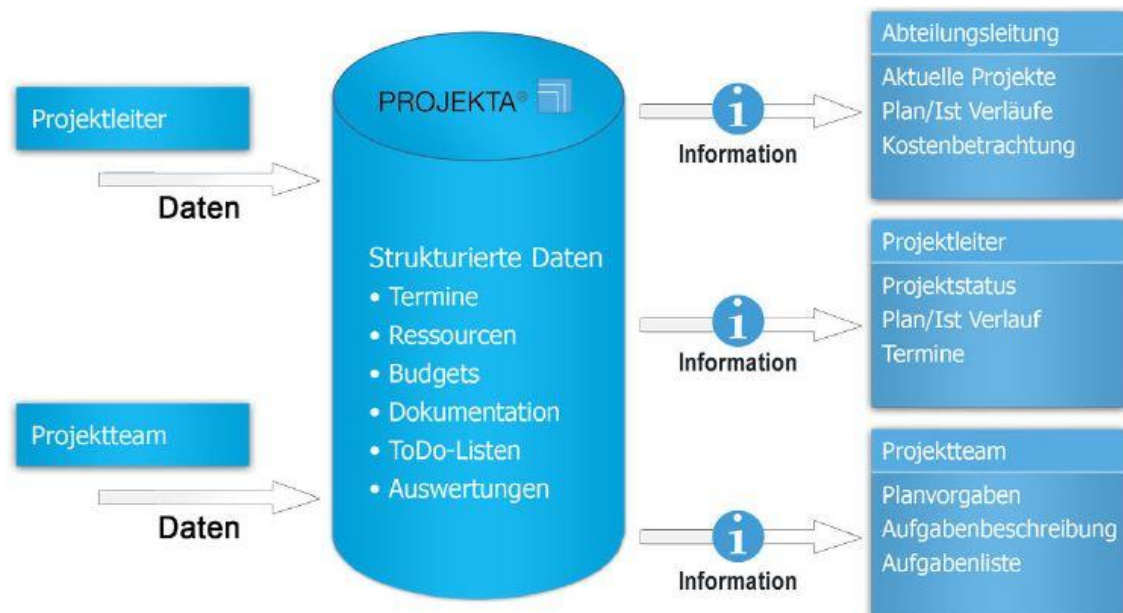 Projektleiter
Daten
Projektteam
Daten
PROJEKTA®
Strukturierte Daten
• Termine
• Ressourcen
• Budgets
• Dokumentation
• ToDo-Listen
• Auswertungen
i
Information
i
Information
i
Information
Abteilungsleitung
Aktuelle Projekte
Plan/Ist Verläufe
Kostenbetrachtung
Projektleiter
Projektstatus
Plan/Ist Verlauf
Termine
Projektteam
Planvorgaben
Aufgabenbeschreibung
Aufgabenliste